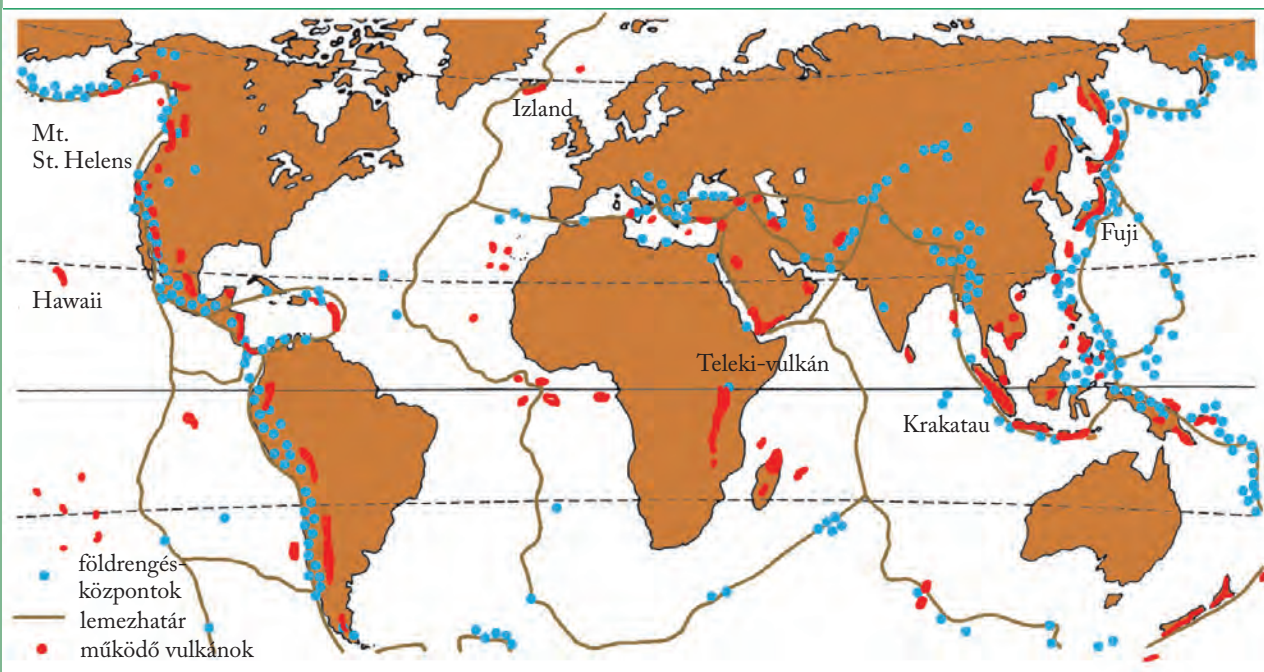 Izland
Mt.
St. Helens
Fuji
Hawaii
Teleki-vulkán
Krakatau
földrengés-
központok
lemezhatár
működő vulkánok